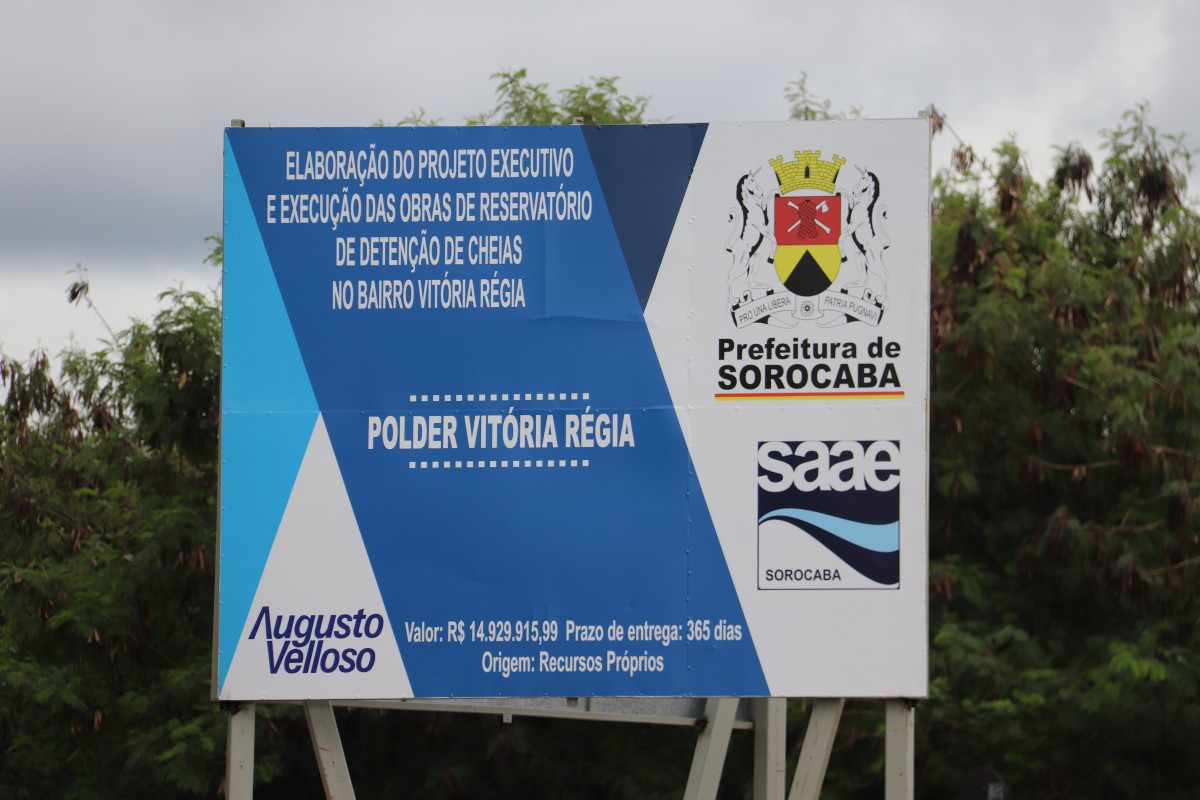 ELABORAÇÃO DO PROJETO EXECUTIVO
E EXECUÇÃO DAS OBRAS DE RESERVATÓRIO
DE DETENÇÃO DE CHEIAS
NO BAIRRO VITÓRIA RÉGIA
POLDER VITÓRIA RÉGIA
Augusto
Velloso
Valor: R$ 14.929.915,99 Prazo de entrega: 365 dias
Origem: Recursos Próprios
PRO UNA LIBERA PATRIA PUGNAVI
Prefeitura de
SOROCABA
saae
SOROCABA